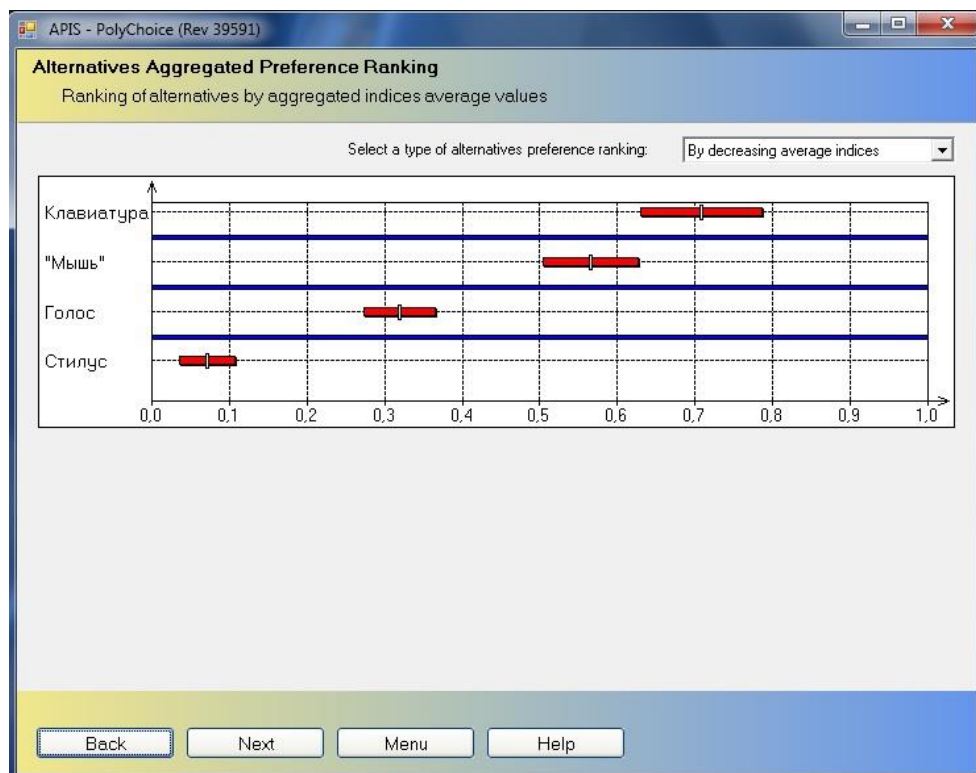 APIS - PolyChoice (Rev 39591)
Alternatives Aggregated Preference Ranking
Ranking of alternatives by aggregated indices average values
Select a type of alternatives preference ranking: By decreasing average indices
Клавиатура
"Мышь"
Голос
Стилус
0,0 0,1 0,2 0,3 0,4 0,5 0,6 0,7 0,8 0,9 1,0
Back Next Menu Help